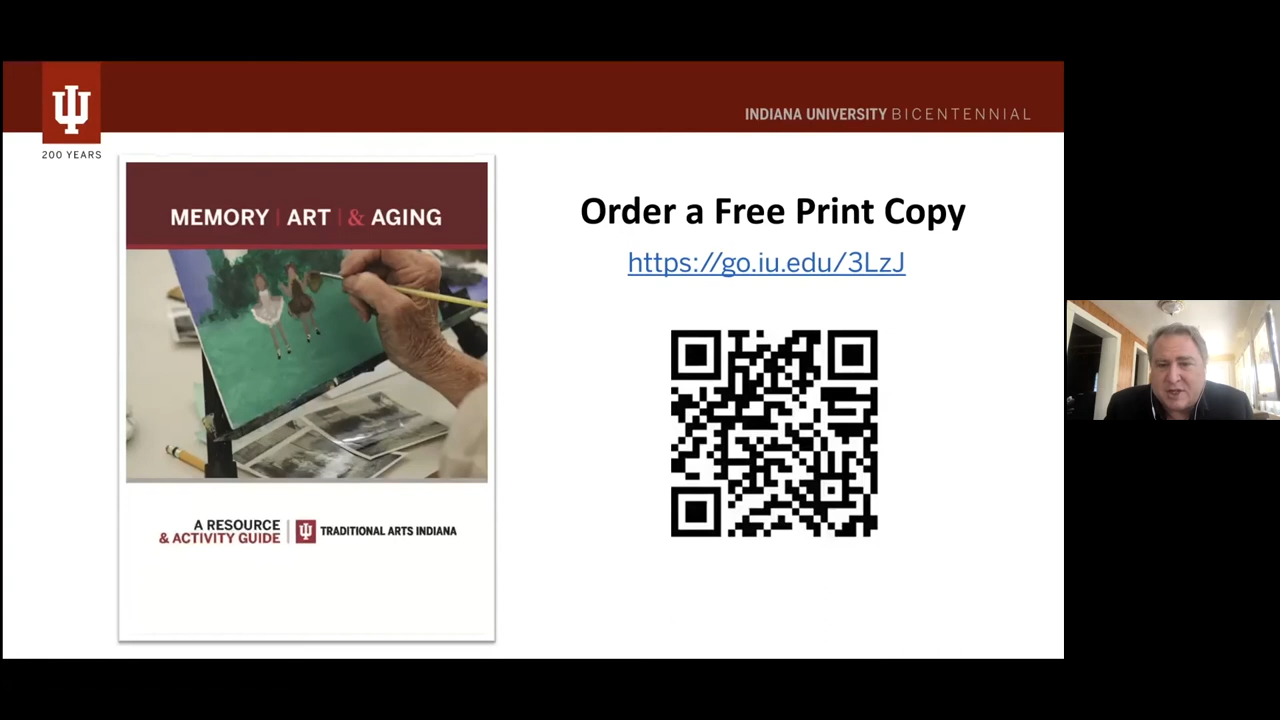 INDIANA UNIVERSITY BICENTENNIAL
200 YEARS
MEMORY | ART | & AGING
A RESOURCE
& ACTIVITY GUIDE
TRADITIONAL ARTS INDIANA
Order a Free Print Copy
https://go.iu.edu/3LzJ